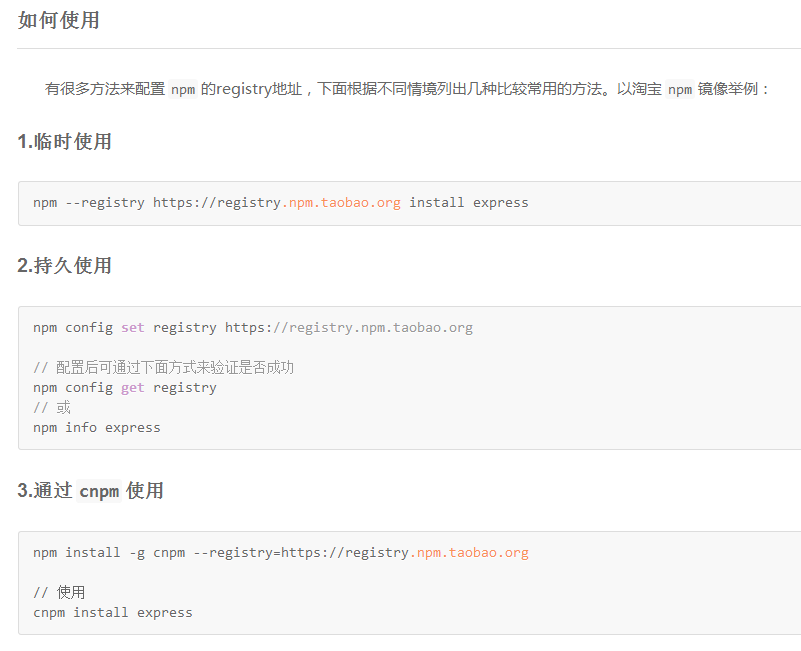 如何使用
有很多方法来配置 npm 的registry地址，下面根据不同情境列出几种比较常用的方法。以淘宝 npm 镜像举例：
1.临时使用
npm --registry https://registry.npm.taobao.org install express
2.持久使用
npm config set registry https://registry.npm.taobao.org
// 配置后可通过下面方式来验证是否成功
npm config get registry
// 或
npm info express
3.通过 cnpm 使用
npm install -g cnpm --registry=https://registry.npm.taobao.org
// 使用
cnpm install express